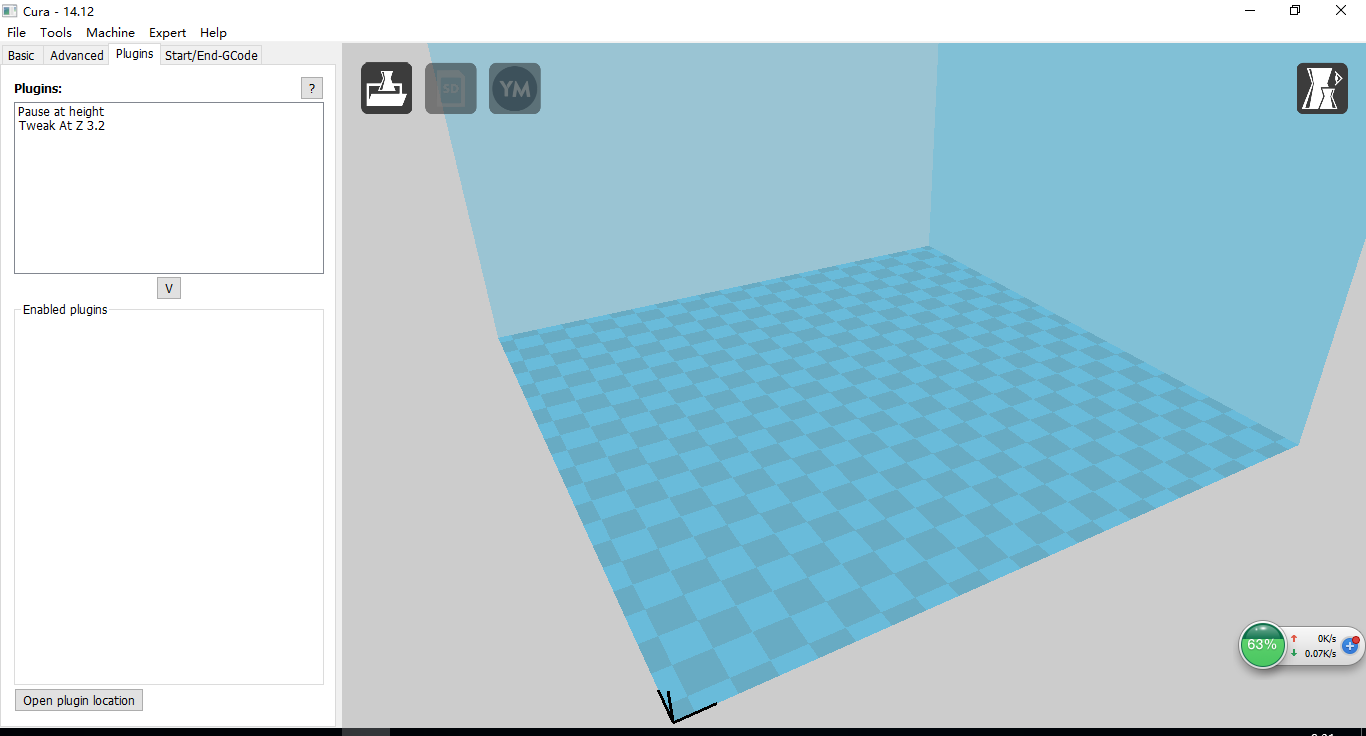 Cura - 14.12
File Tools Machine Expert Help
Basic Advanced Plugins Start/End-GCode
Plugins:
?
Pause at height
Tweak At Z 3.2
V
Enabled plugins
Open plugin location
SD
YM
63%
0K/s
0.07K/s